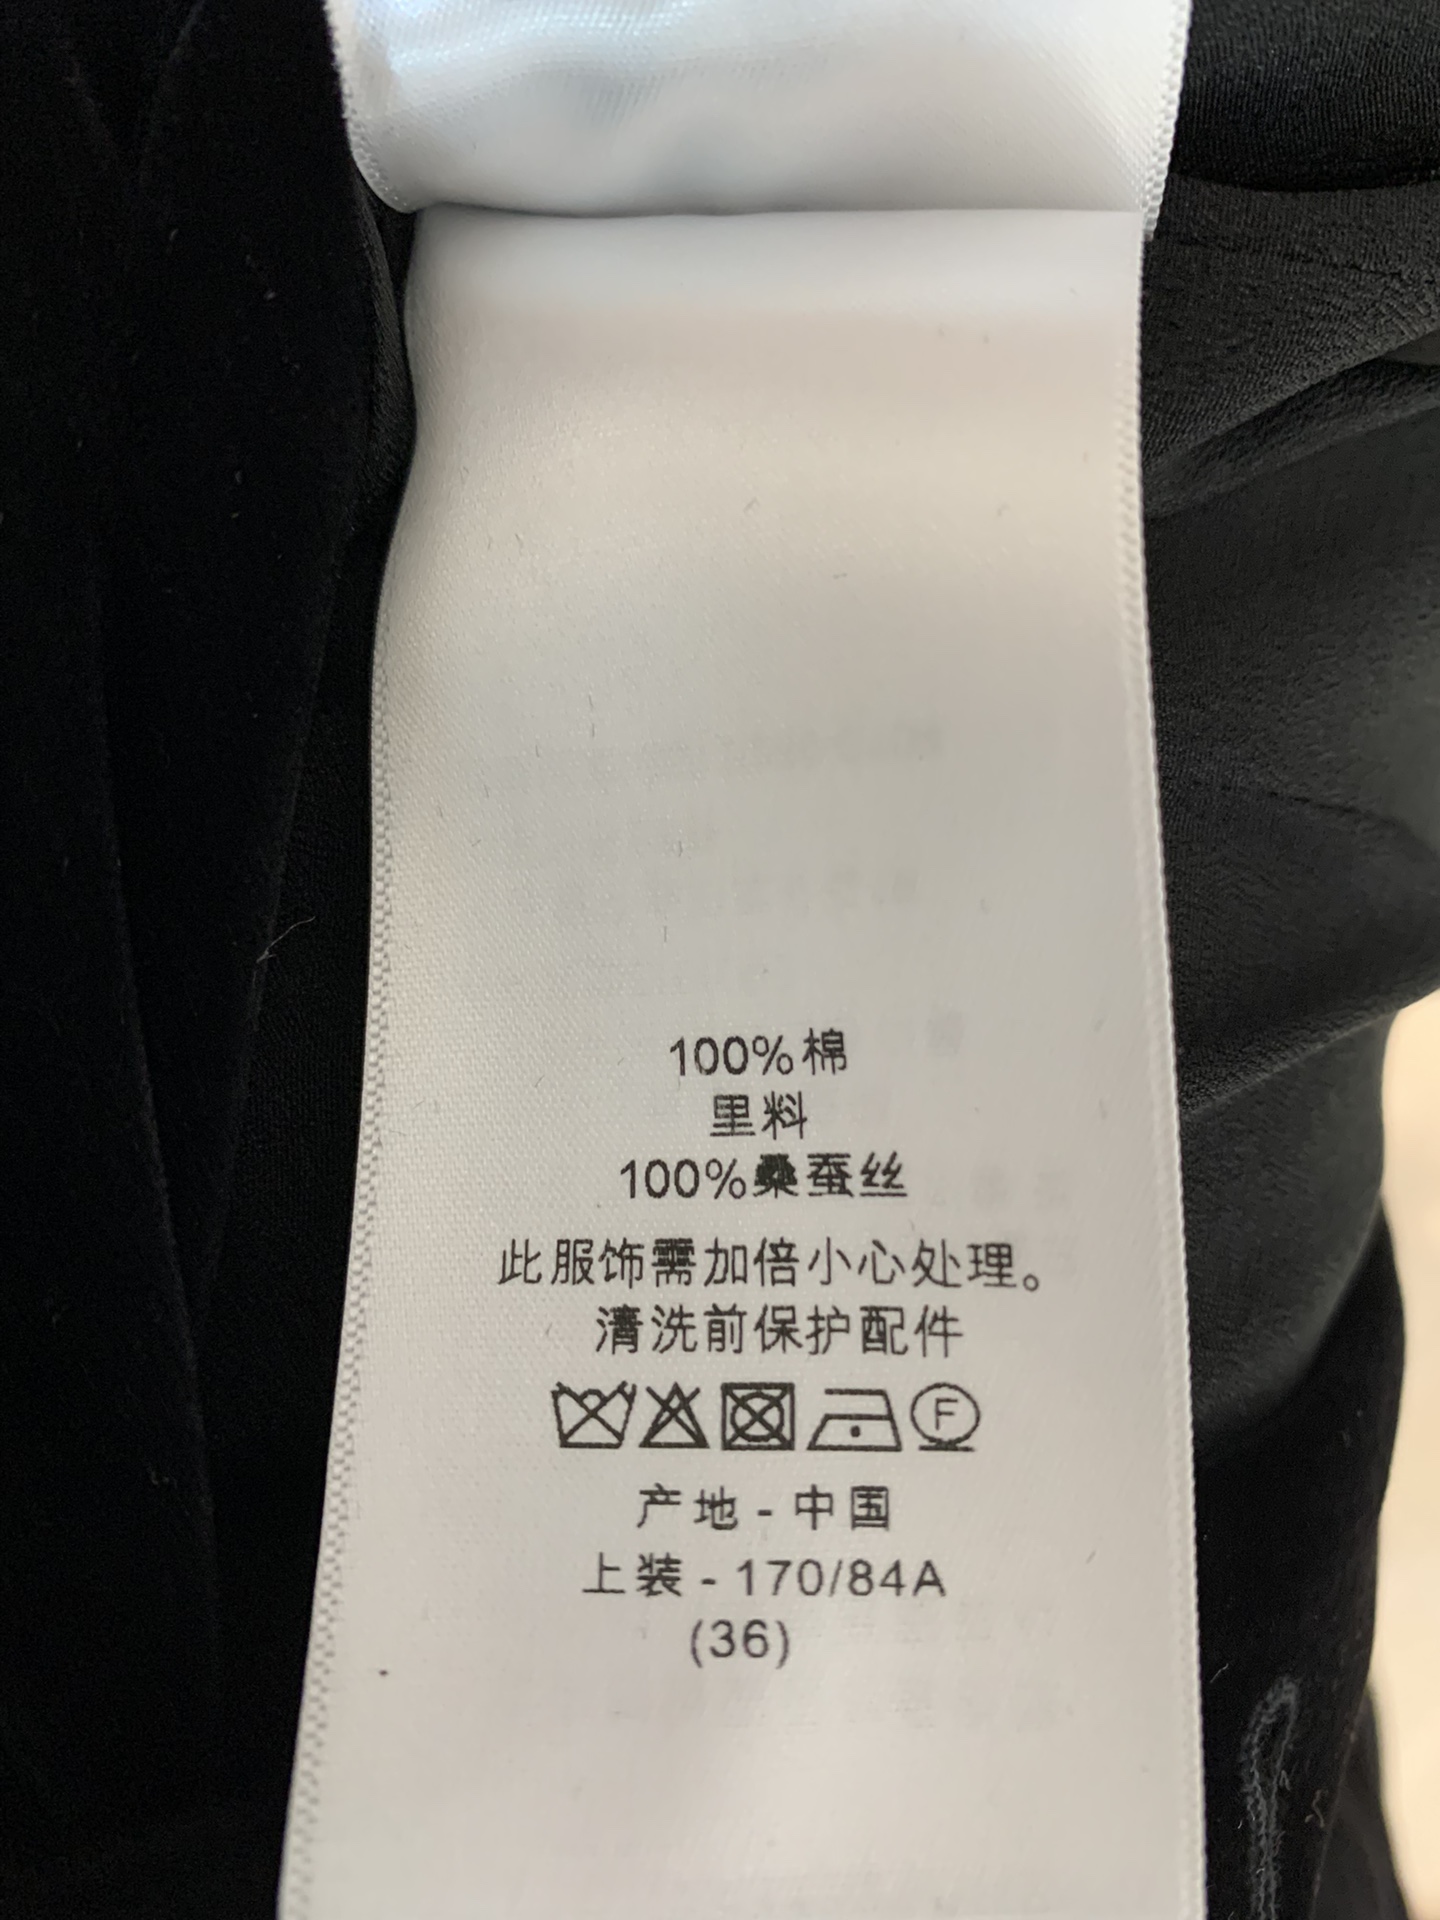 100%棉
里料
100%桑蚕丝
此服饰需加倍小心处理。
清洗前保护配件
F
产地 - 中国
上装 - 170/84A
(36)